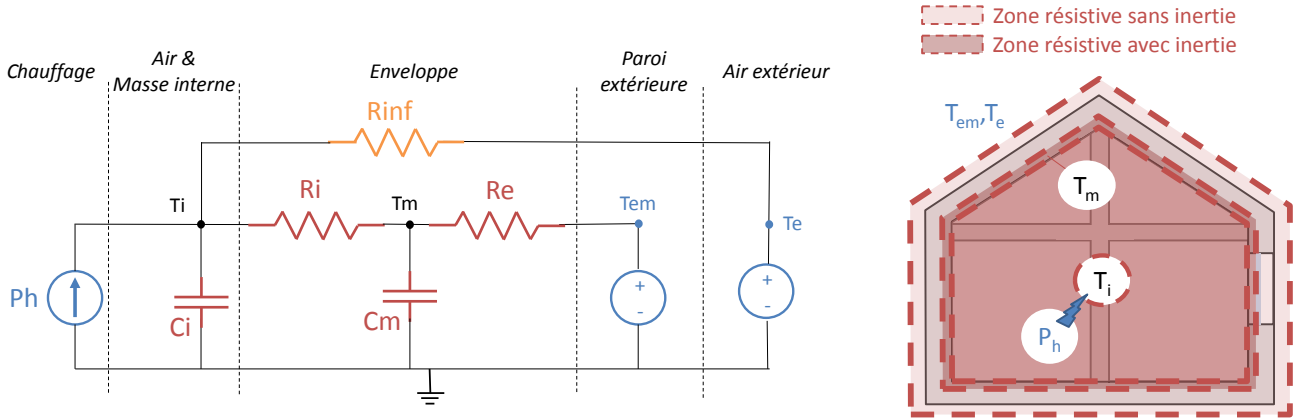 Zone résistive sans inertie
Zone résistive avec inertie
Chauffage
Air &
Masse interne
Enveloppe
Paroi
extérieure
Air extérieur
Rinf
Ti
Ri
Tm
Re
Tem
Te
Ph
Ci
Cm
+
-
+
-
Tem,Te
Tm
Ti
Ph